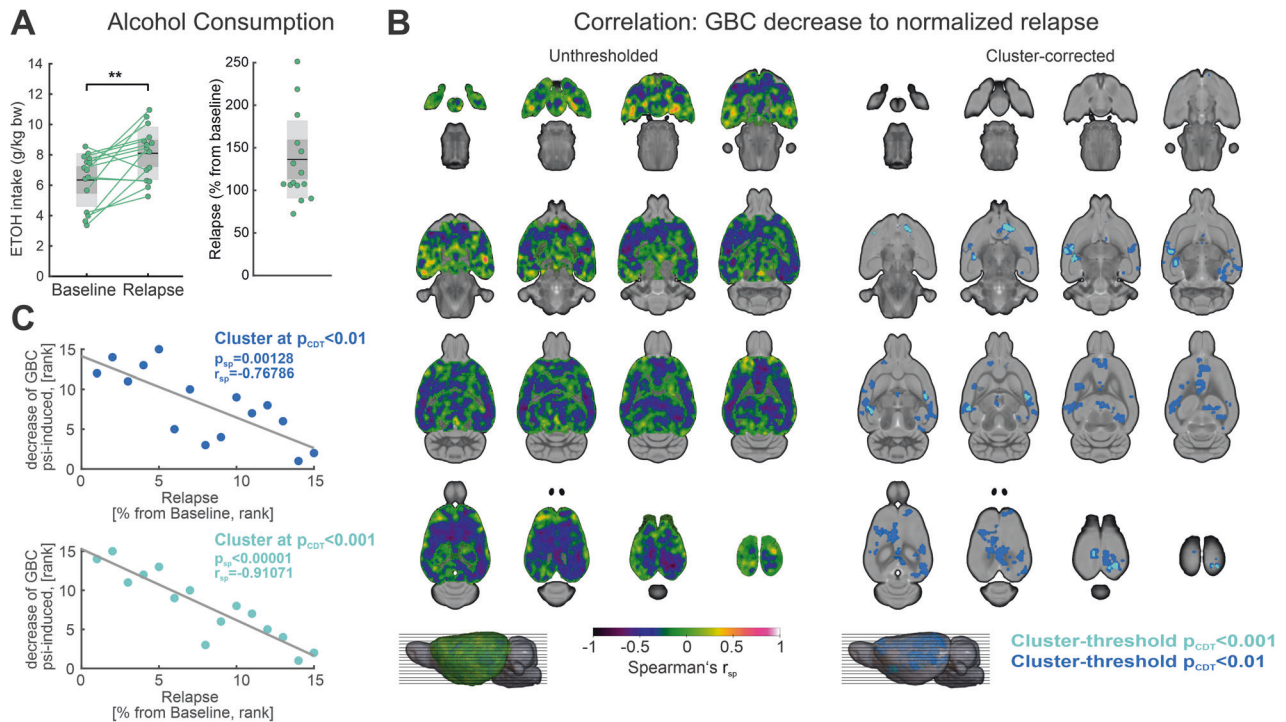 A
Alcohol Consumption
ETOH intake (g/kg bw)
14
12
10
8
6
4
2
0
**
Baseline Relapse
Relapse (% from baseline)
250
200
150
100
50
0
B
Correlation: GBC decrease to normalized relapse
Unthresholded
Cluster-corrected
-1 -0.5 0 0.5 1
Spearman‘s rsp
Cluster-threshold pCDT<0.001
Cluster-threshold pCDT<0.01
C
decrease of GBC
psi-induced, [rank]
15
10
5
0
Cluster at pCDT<0.01
psp=0.00128
rsp=-0.76786
0 5 10 15
Relapse
[% from Baseline, rank]
decrease of GBC
psi-induced, [rank]
15
10
5
0
Cluster at pCDT<0.001
psp<0.00001
rsp=-0.91071
0 5 10 15
Relapse
[% from Baseline, rank]